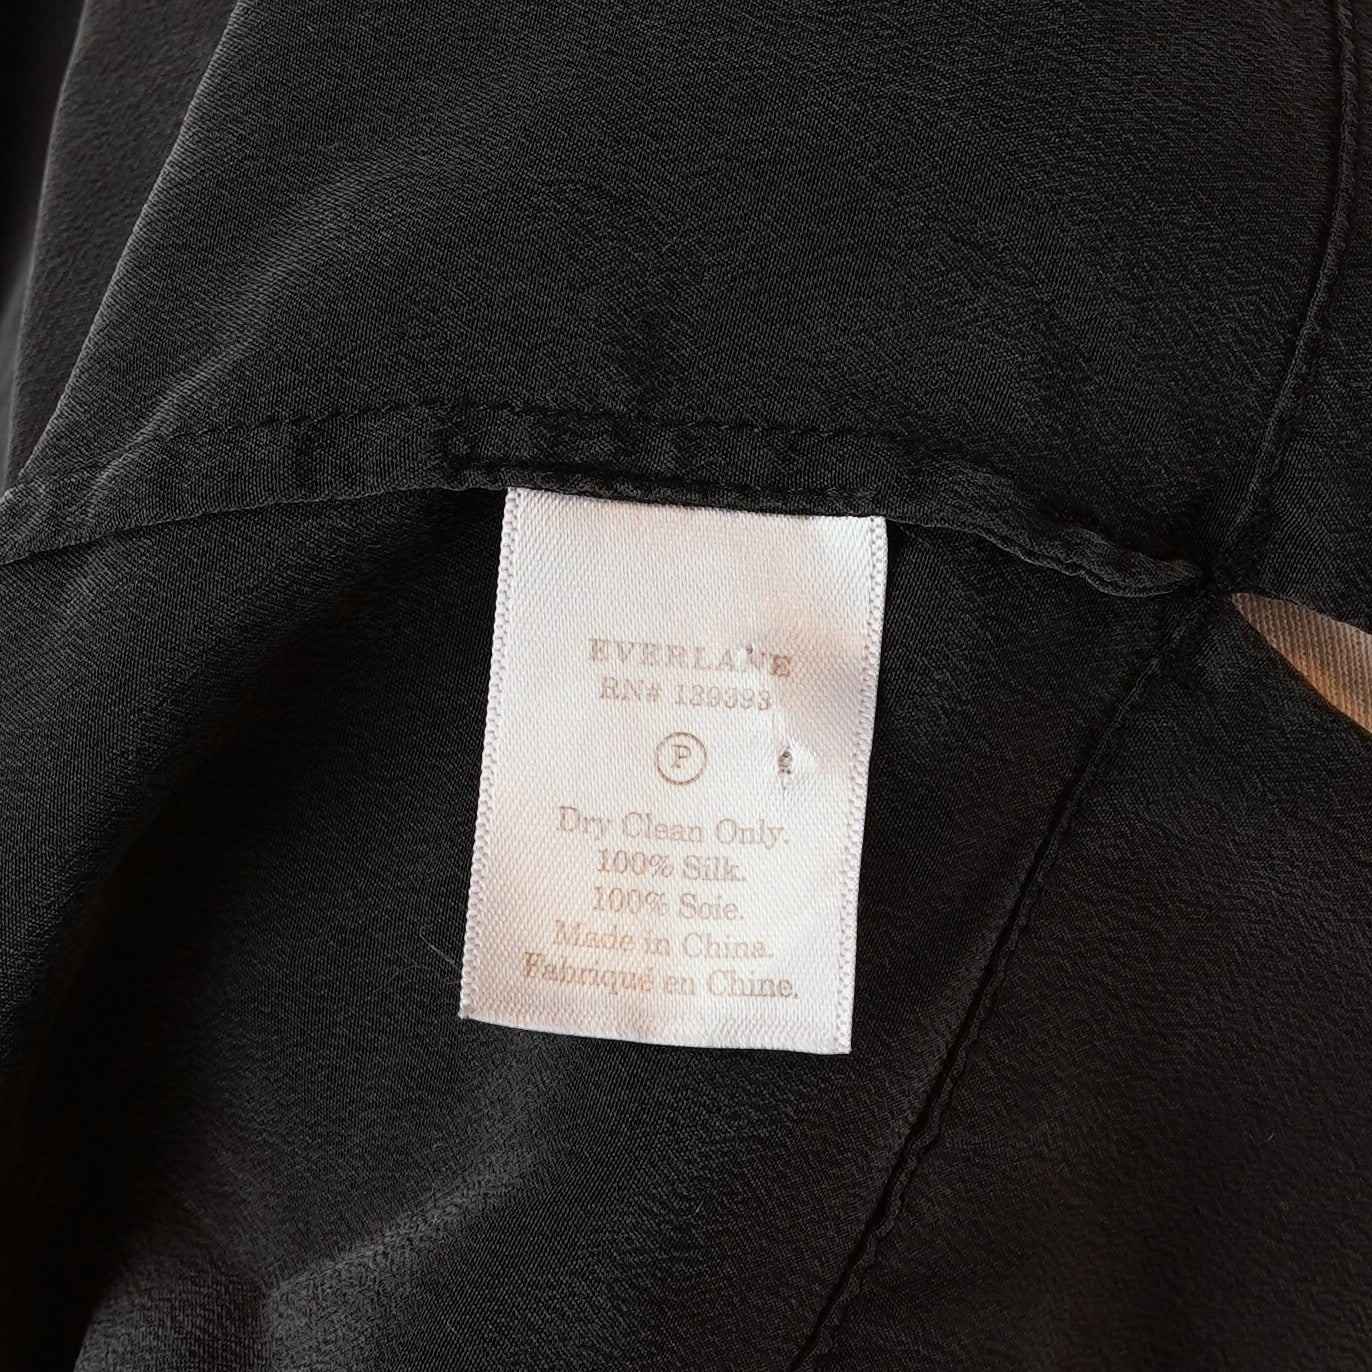 EVERLANE
RN# 139393
P
Dry Clean Only.
100% Silk.
100% Soie.
Made in China.
Fabriqué en Chine.